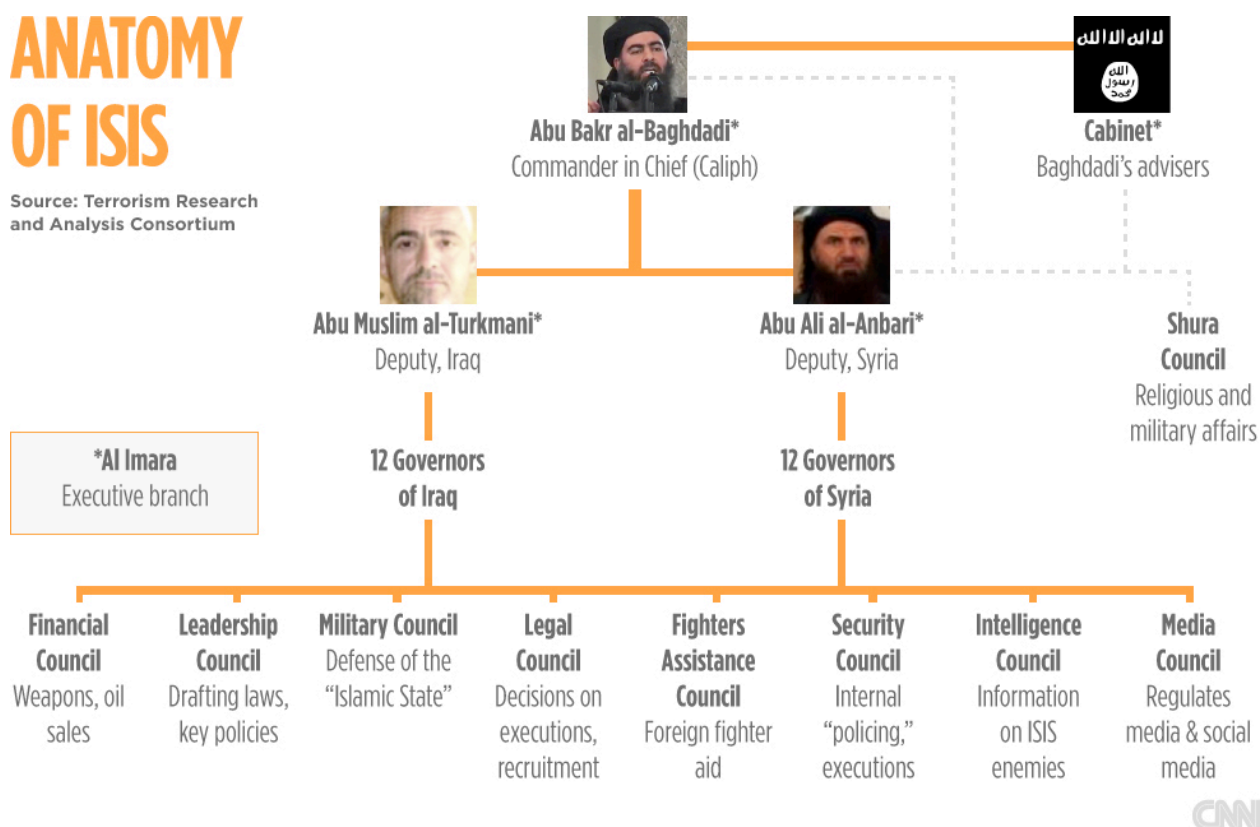 ANATOMY
OF ISIS
Source: Terrorism Research
and Analysis Consortium
لا اله الا الله
الله
رسول
محمد
Abu Bakr al-Baghdadi*
Commander in Chief (Caliph)
Cabinet*
Baghdadi's advisers
Abu Muslim al-Turkmani*
Deputy, Iraq
Abu Ali al-Anbari*
Deputy, Syria
Shura
Council
Religious and
military affairs
*Al Imara
Executive branch
12 Governors
of Iraq
12 Governors
of Syria
Financial
Council
Weapons, oil
sales
Leadership
Council
Drafting laws,
key policies
Military Council
Defense of the
“Islamic State”
Legal
Council
Decisions on
executions,
recruitment
Fighters
Assistance
Council
Foreign fighter
aid
Security
Council
Internal
“policing,”
executions
Intelligence
Council
Information
on ISIS
enemies
Media
Council
Regulates
media & social
media
CNN